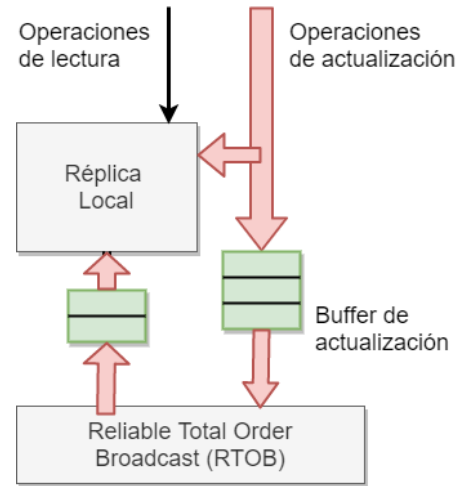 Operaciones
de lectura
Operaciones
de actualización
Réplica
Local
Buffer de
actualización
Reliable Total Order
Broadcast (RTOB)